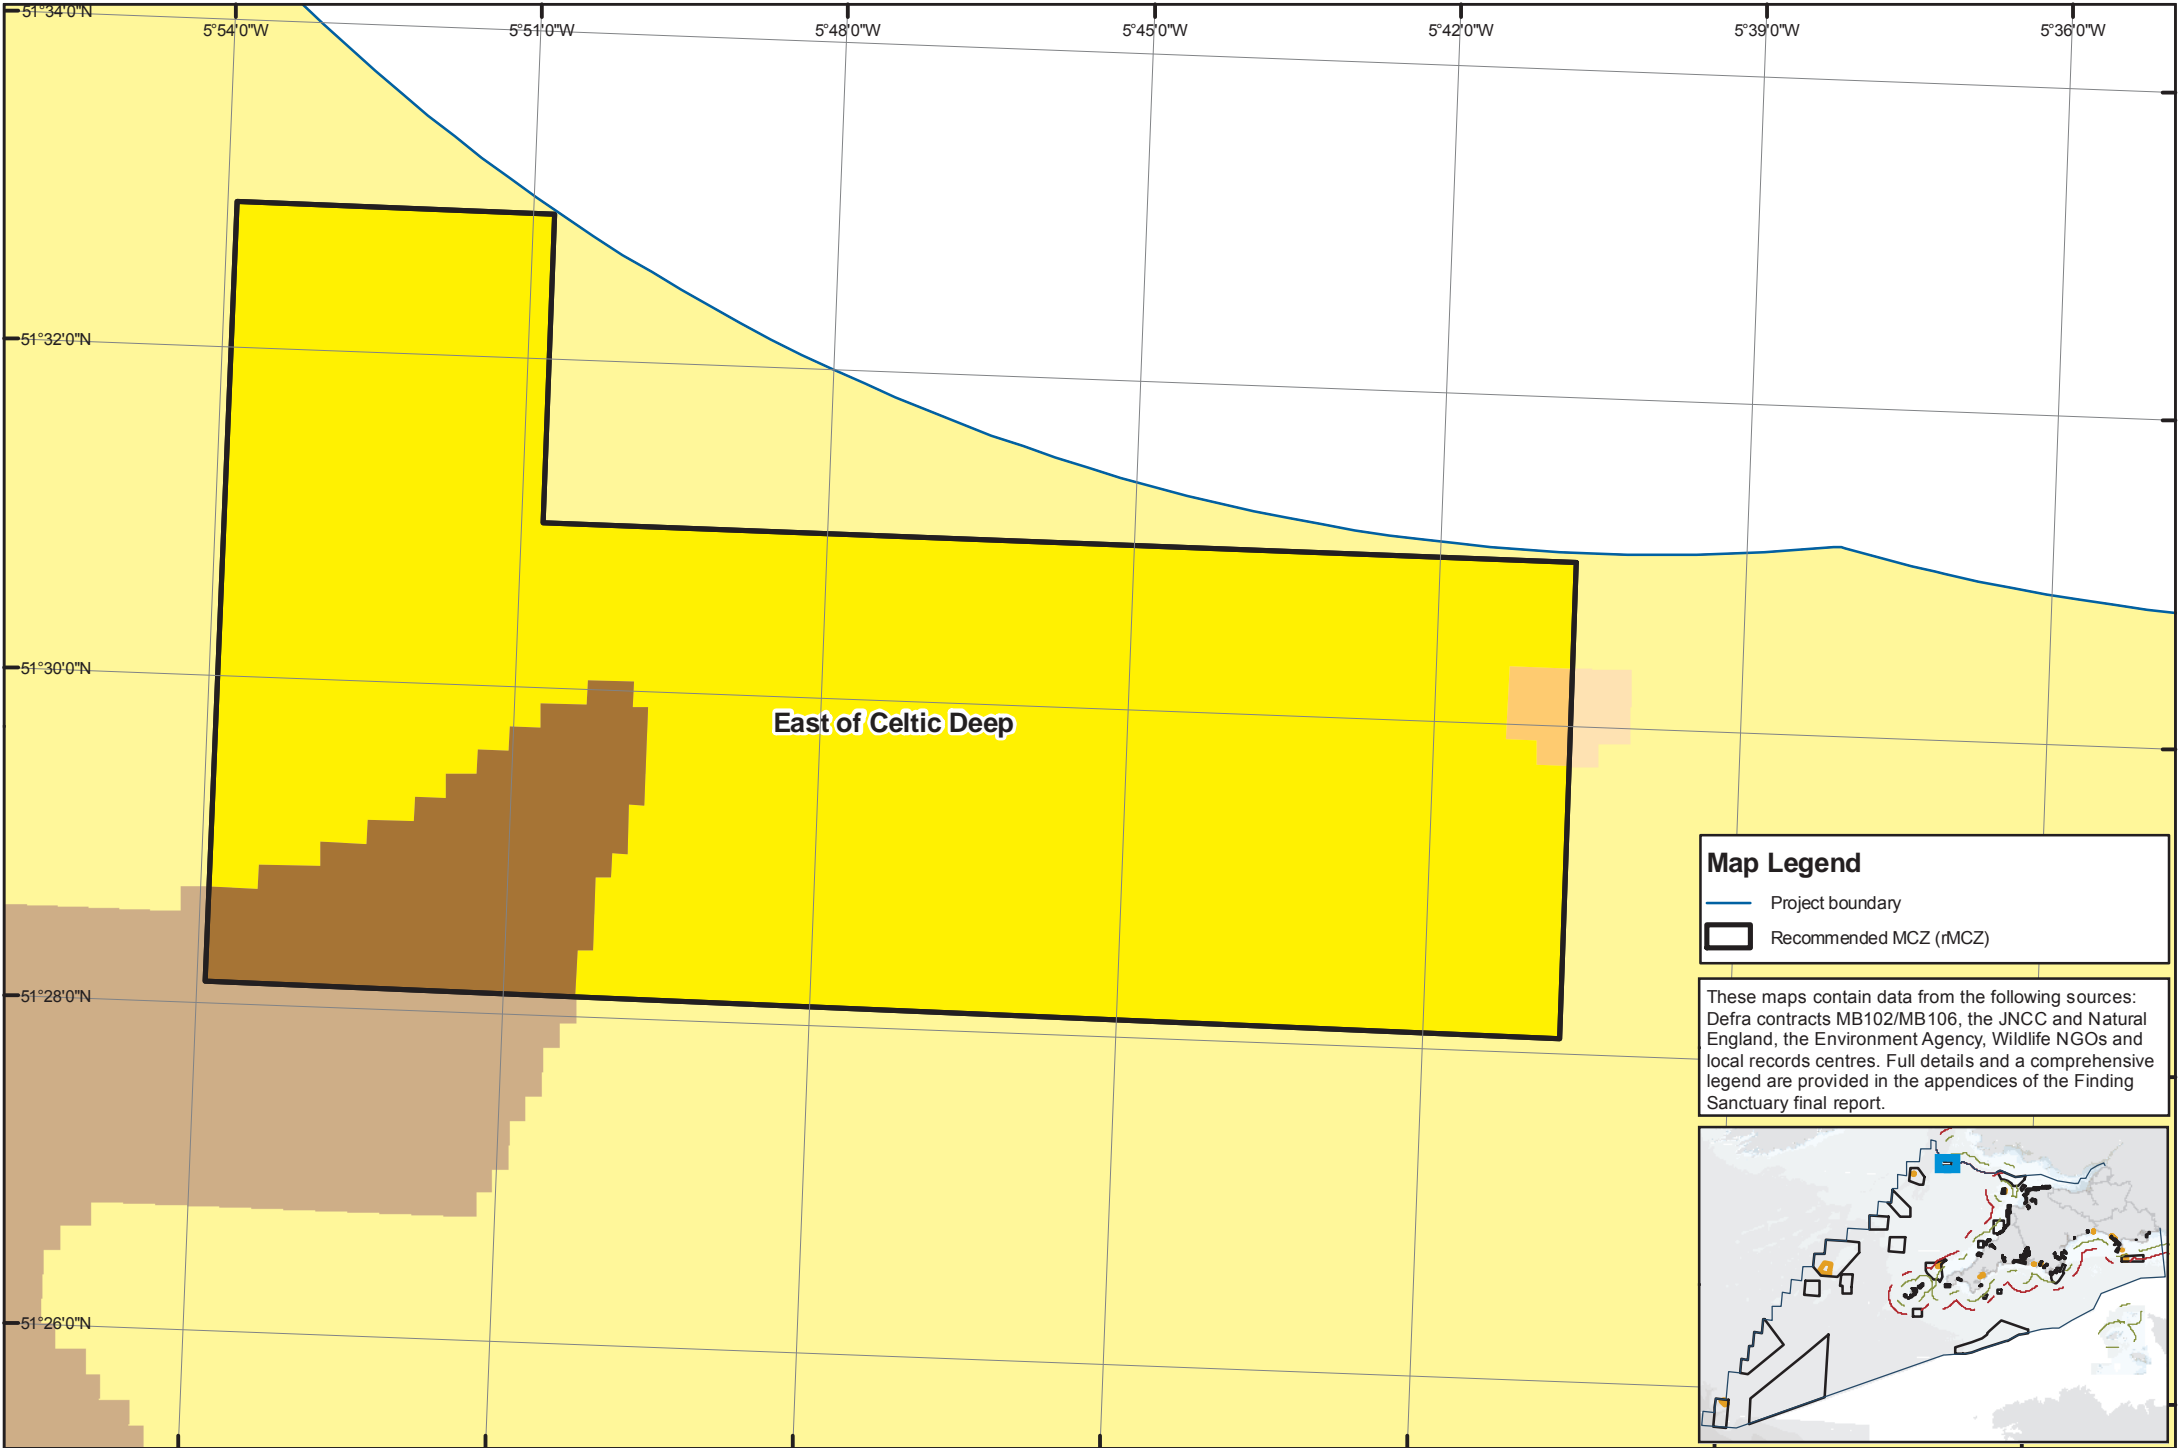 51°34'0"N
5°54'0"W 5°51'0"W 5°48'0"W 5°45'0"W 5°42'0"W 5°39'0"W 5°36'0"W
51°32'0"N
51°30'0"N
East of Celtic Deep
51°28'0"N
51°26'0"N
Map Legend
Project boundary
Recommended MCZ (rMCZ)
These maps contain data from the following sources:
Defra contracts MB102/MB106, the JNCC and Natural
England, the Environment Agency, Wildlife NGOs and
local records centres. Full details and a comprehensive
legend are provided in the appendices of the Finding
Sanctuary final report.